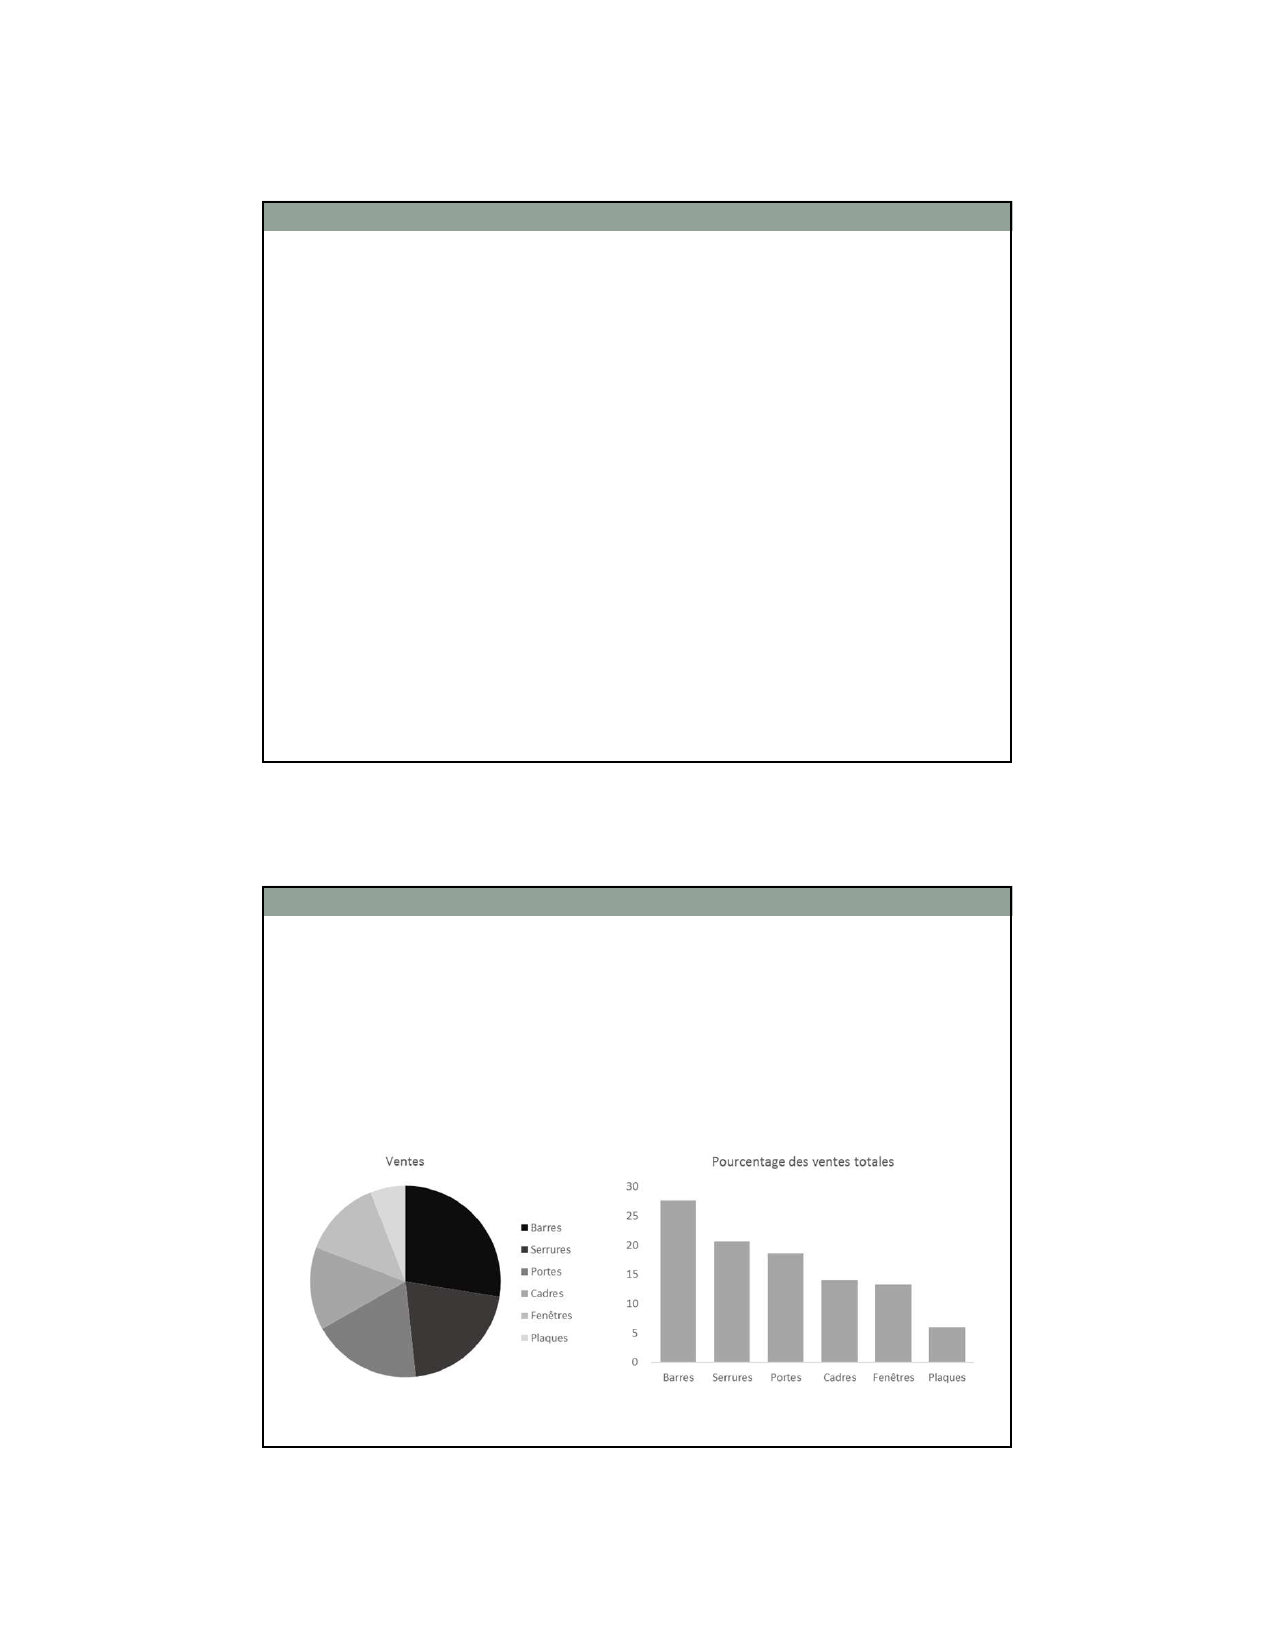 Ventes
Barres
Serrures
Portes
Cadres
Fenêtres
Plaques
Pourcentage des ventes totales
30
25
20
15
10
5
0
Barres Serrures Portes Cadres Fenêtres Plaques